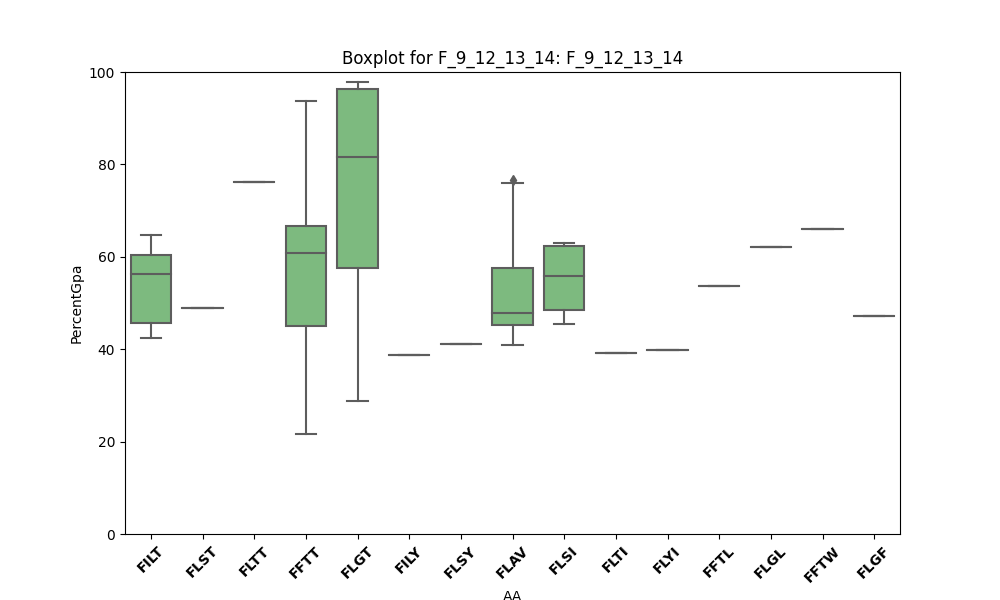 Boxplot for F_9_12_13_14: F_9_12_13_14
PercentGpa
100
80
60
40
20
0
FILT FLST FLTT FFTT FLGT FILY FLSY FLAV FLSI FLTI FLYI FFTL FLGL FFTW FLGF
AA